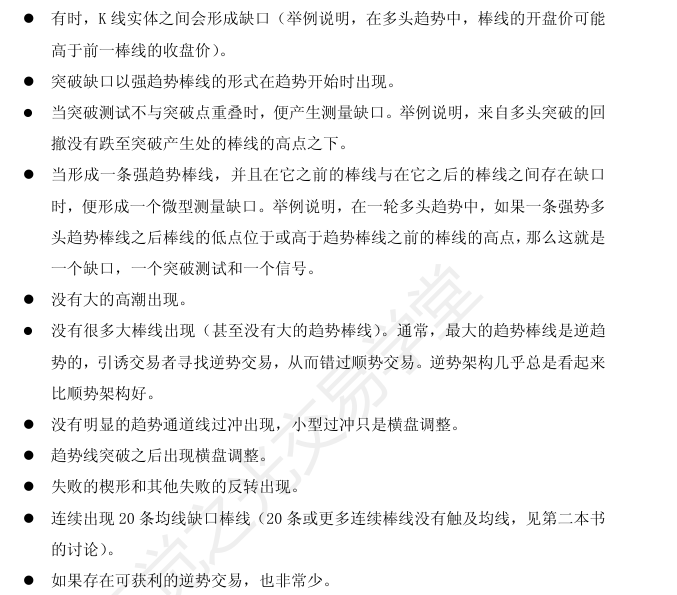 ● 有时，K 线实体之间会形成缺口（举例说明，在多头趋势中，棒线的开盘价可能
高于前一棒线的收盘价）。
● 突破缺口以强趋势棒线的形式在趋势开始时出现。
● 当突破测试不与突破点重叠时，便产生测量缺口。举例说明，来自多头突破的回
撤没有跌至突破产生处的棒线的高点之下。
● 当形成一条强趋势棒线，并且在它之前的棒线与在它之后的棒线之间存在缺口
时，便形成一个微型测量缺口。举例说明，在一轮多头趋势中，如果一条强势多
头趋势棒线之后棒线的低点位于或高于趋势棒线之前的棒线的高点，那么这就是
一个缺口，一个突破测试和一个信号。
● 没有大的高潮出现。
● 没有很多大棒线出现（甚至没有大的趋势棒线）。通常，最大的趋势棒线是逆趋
势的，引诱交易者寻找逆势交易，从而错过顺势交易。逆势架构几乎总是看起来
比顺势架构好。
● 没有明显的趋势通道线过冲出现，小型过冲只是横盘调整。
● 趋势线突破之后出现横盘调整。
● 失败的楔形和其他失败的反转出现。
● 连续出现 20 条均线缺口棒线（20 条或更多连续棒线没有触及均线，见第二本书
的讨论）。
● 如果存在可获利的逆势交易，也非常少。
之光交易学堂